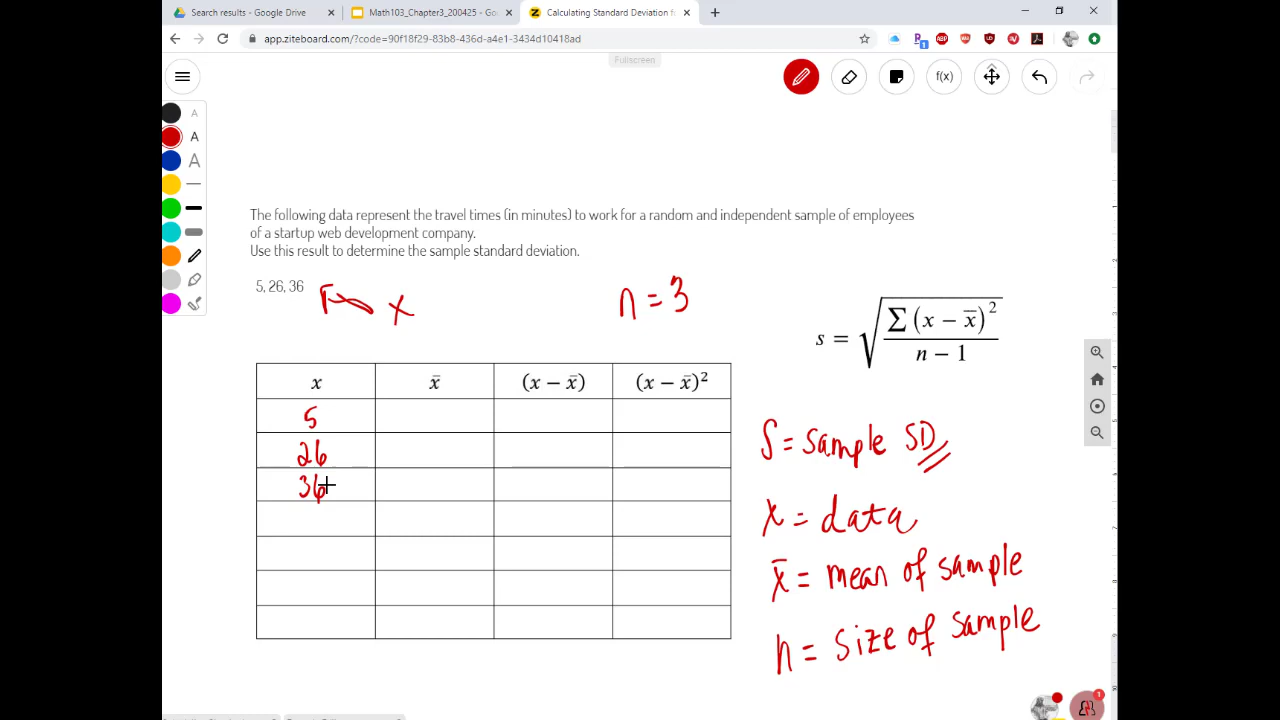 Search results - Google Drive
Math103_Chapter3_200425 - Go
Calculating Standard Deviation f
app.ziteboard.com/?code=90f18f29-83b8-436d-a4e1-3434d10418ad
Fullscreen
f(x)
A
A
A
The following data represent the travel times (in minutes) to work for a random and independent sample of employees
of a startup web development company.
Use this result to determine the sample standard deviation.
5, 26, 36
x
n = 3
s = √(∑(x − x̄)² / (n − 1))
x x̄ (x − x̄) (x − x̄)²
5
26
36
S = sample SD
x = data
x̄ = mean of sample
n = size of sample